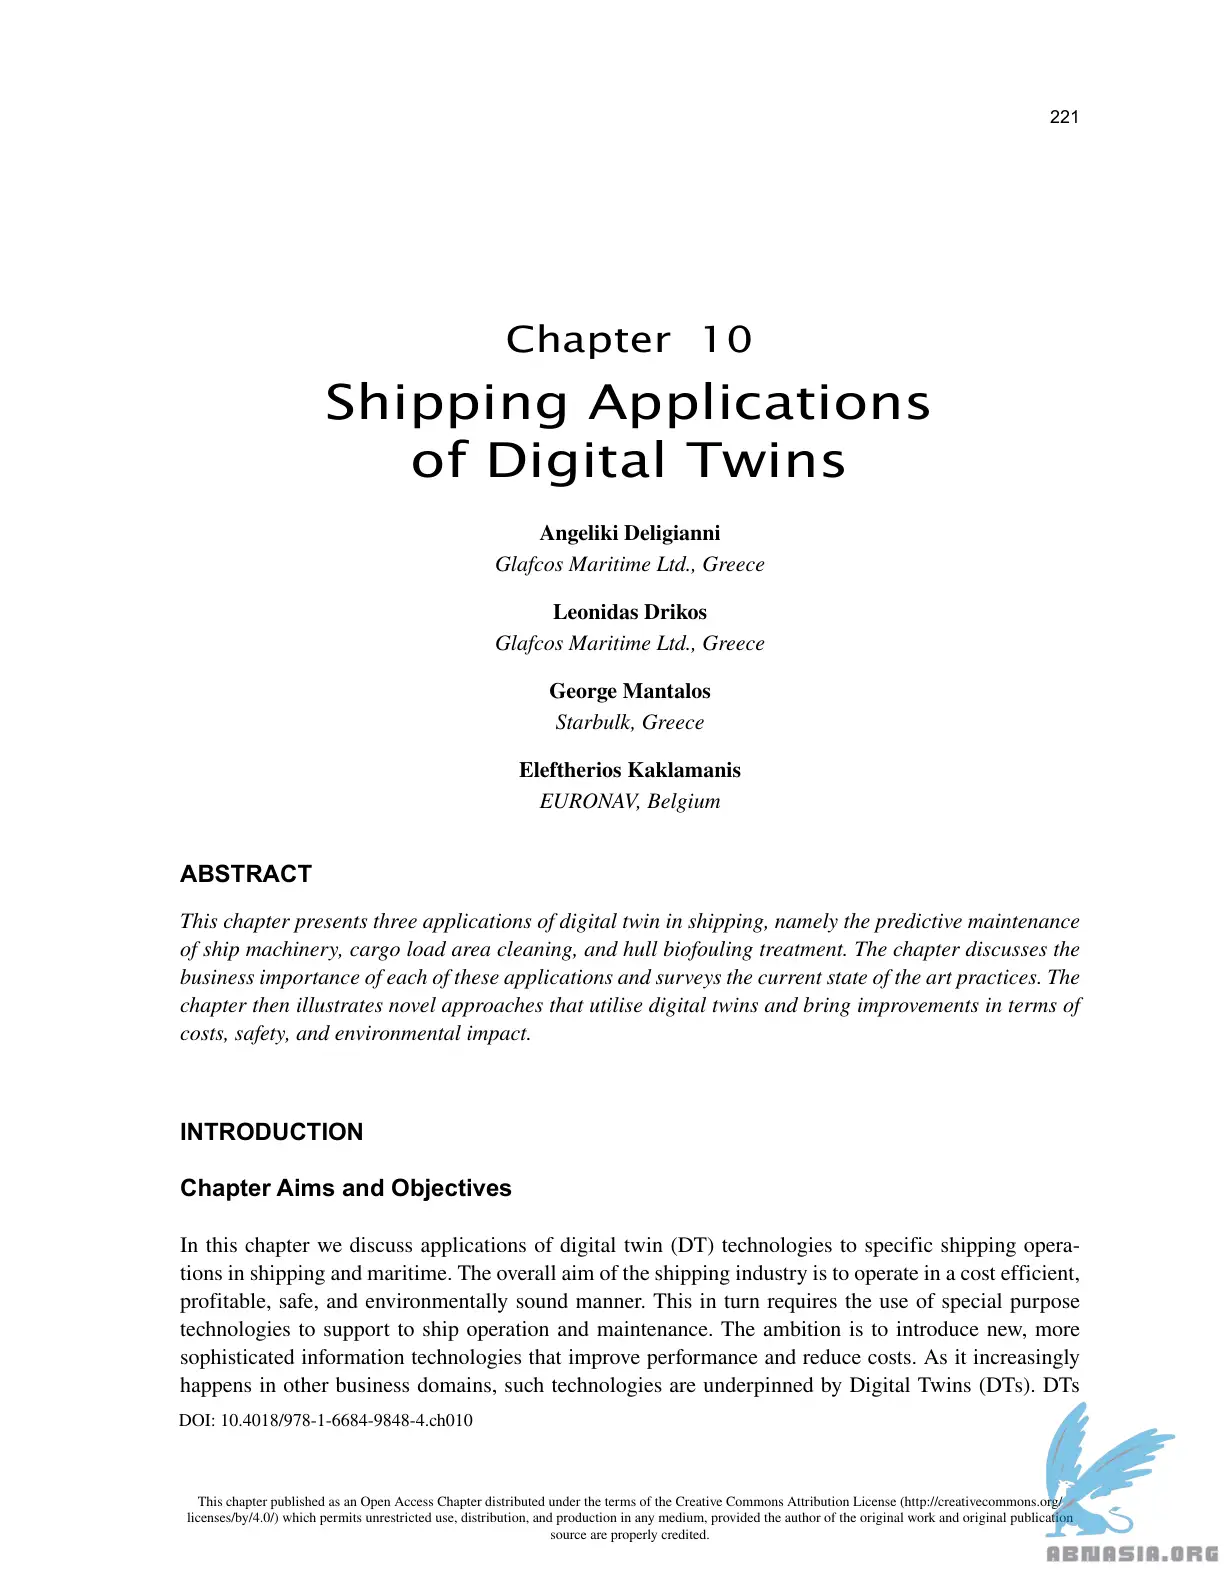 221
Chapter 10
Shipping Applications
of Digital Twins
Angeliki Deligianni
Glafcos Maritime Ltd., Greece
Leonidas Drikos
Glafcos Maritime Ltd., Greece
George Mantalos
Starbulk, Greece
Eleftherios Kaklamanis
EURONAV, Belgium
ABSTRACT
This chapter presents three applications of digital twin in shipping, namely the predictive maintenance
of ship machinery, cargo load area cleaning, and hull biofouling treatment. The chapter discusses the
business importance of each of these applications and surveys the current state of the art practices. The
chapter then illustrates novel approaches that utilise digital twins and bring improvements in terms of
costs, safety, and environmental impact.
INTRODUCTION
Chapter Aims and Objectives
In this chapter we discuss applications of digital twin (DT) technologies to specific shipping opera-
tions in shipping and maritime. The overall aim of the shipping industry is to operate in a cost efficient,
profitable, safe, and environmentally sound manner. This in turn requires the use of special purpose
technologies to support to ship operation and maintenance. The ambition is to introduce new, more
sophisticated information technologies that improve performance and reduce costs. As it increasingly
happens in other business domains, such technologies are underpinned by Digital Twins (DTs). DTs
DOI: 10.4018/978-1-6684-9848-4.ch010
This chapter published as an Open Access Chapter distributed under the terms of the Creative Commons Attribution License (http://creativecommons.org/
licenses/by/4.0/) which permits unrestricted use, distribution, and production in any medium, provided the author of the original work and original publication
source are properly credited.
ABNASIA.ORG